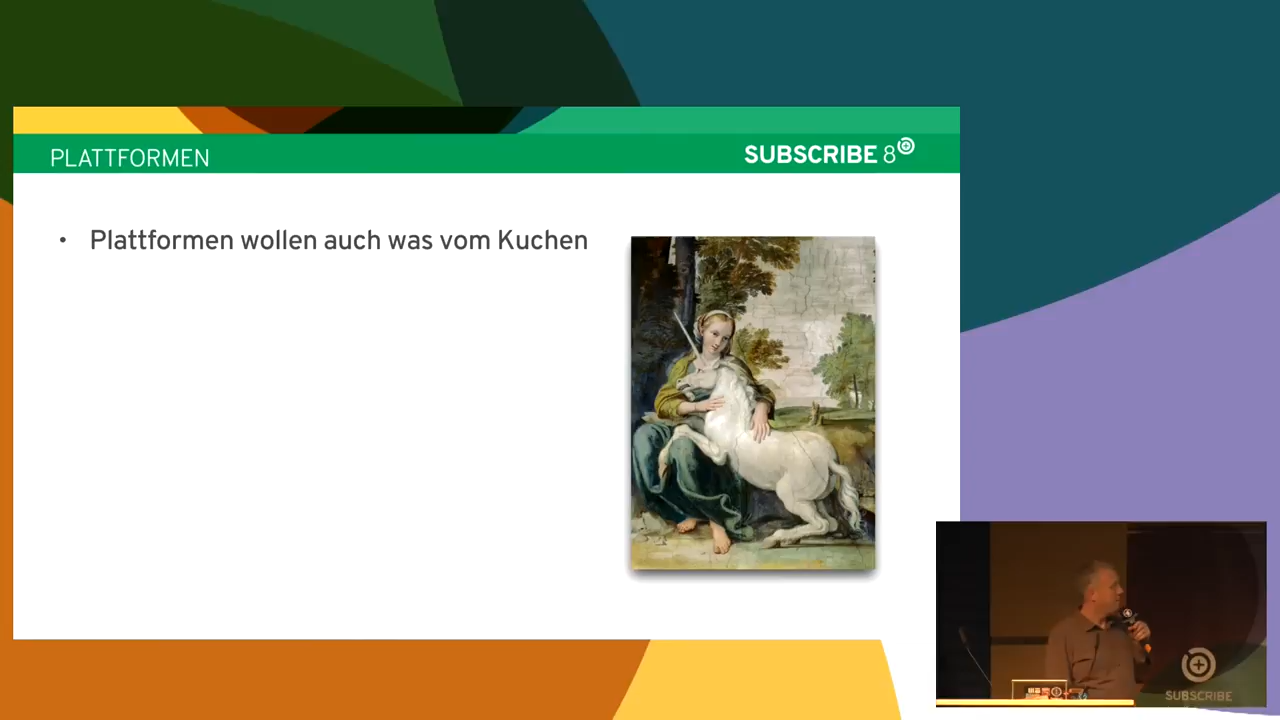 PLATTFORMEN
SUBSCRIBE 8
• Plattformen wollen auch was vom Kuchen
SUBSCRIBE